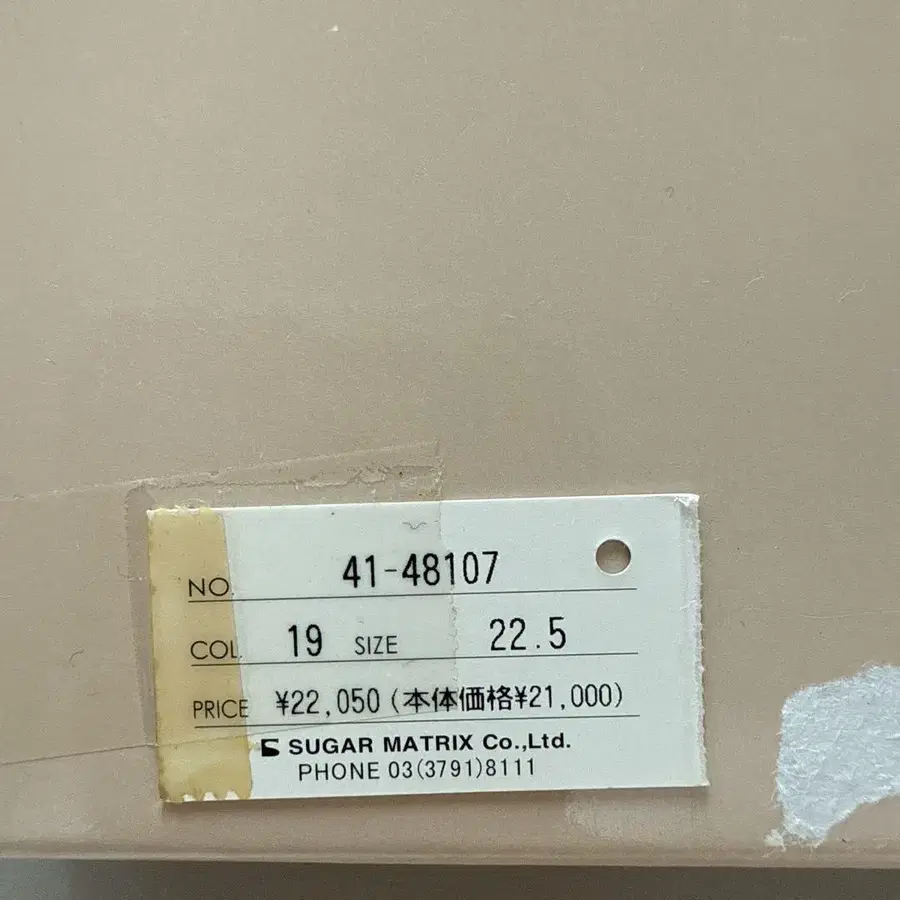 NO. 41-48107
COL. 19 SIZE 22.5
PRICE ¥22,050 (本体価格¥21,000)
SUGAR MATRIX Co.,Ltd.
PHONE 03(3791)8111